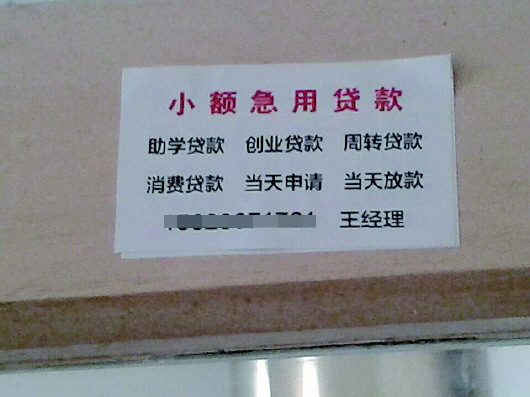 小额急用贷款
助学贷款 创业贷款 周转贷款
消费贷款 当天申请 当天放款
王经理